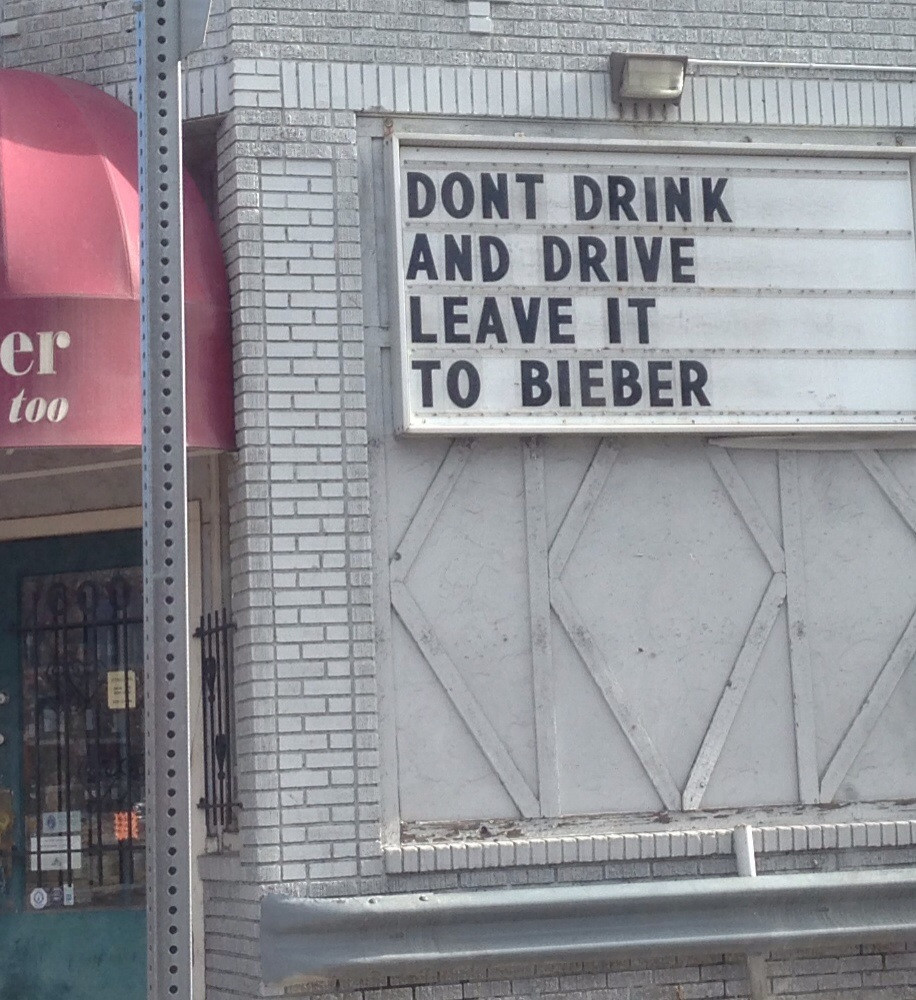 DONT DRINK
AND DRIVE
LEAVE IT
TO BIEBER
er
too